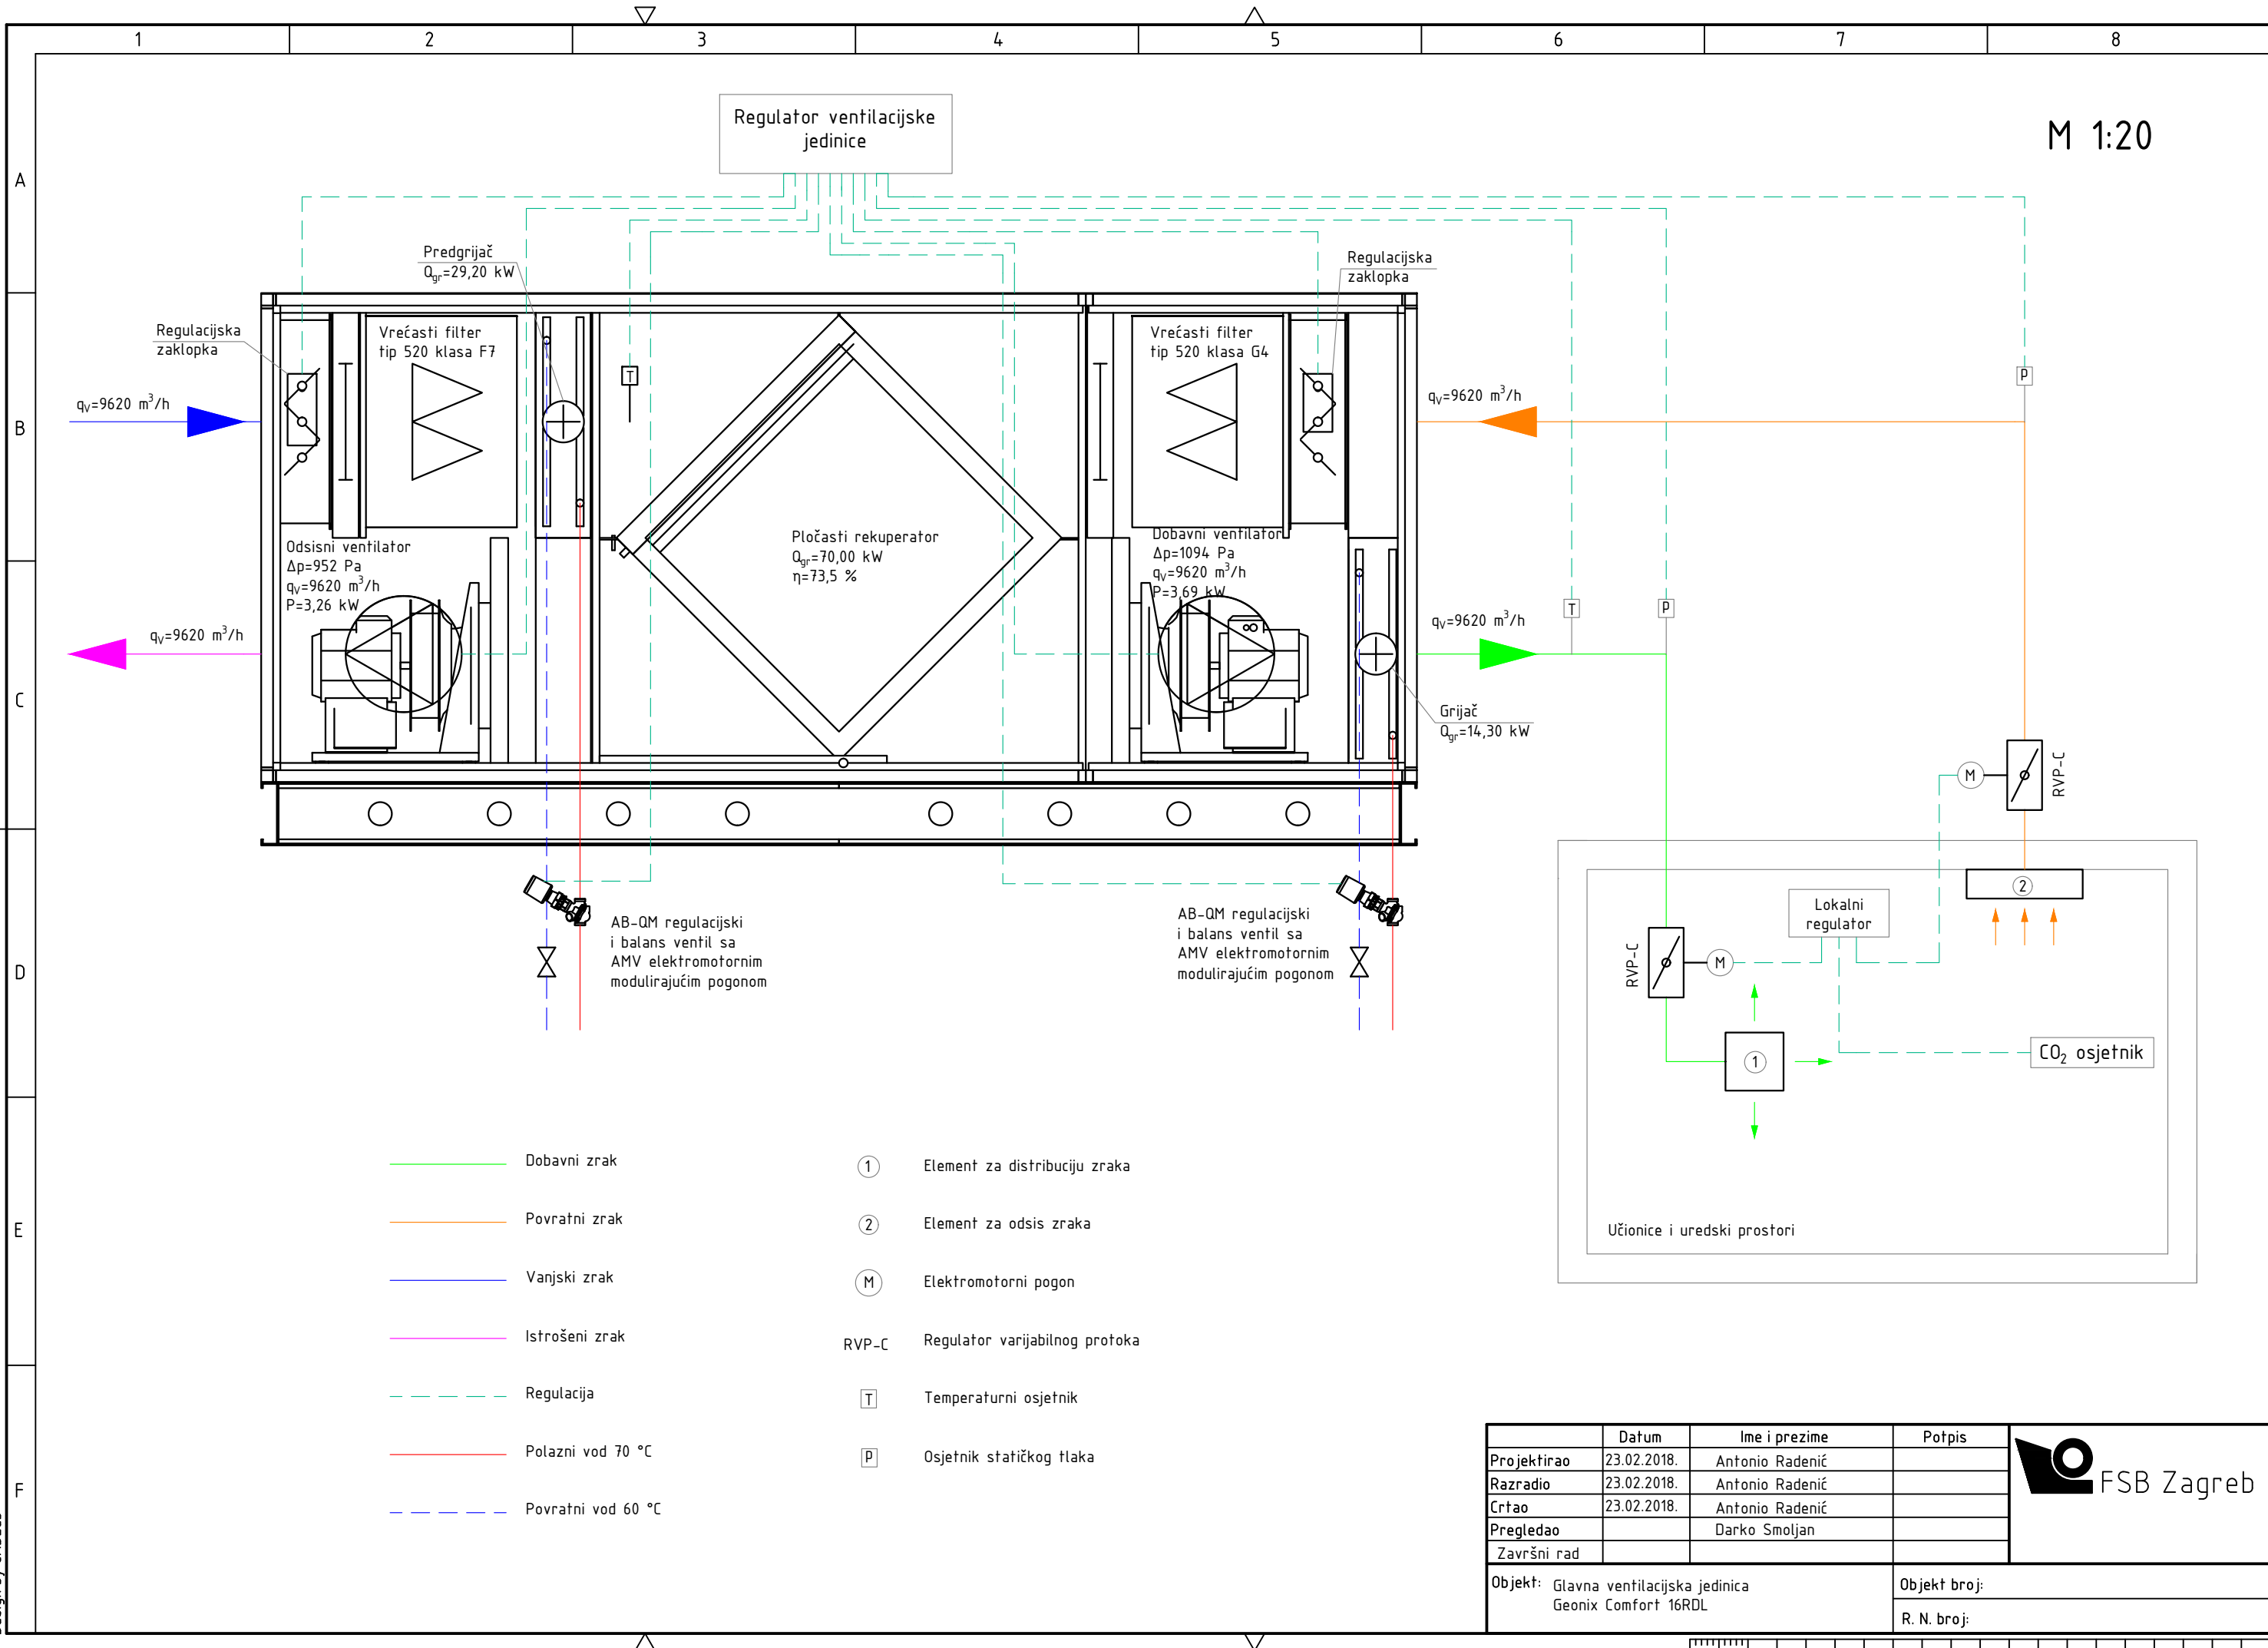 1 2 3 4 5 6 7 8
A
B
C
D
E
F
M 1:20
Regulator ventilacijske
jedinice
Predgrijač
Qgr=29,20 kW
Regulacijska
zaklopka
Regulacijska
zaklopka
Vrećasti filter
tip 520 klasa F7
Vrećasti filter
tip 520 klasa G4
T
P
qV=9620 m³/h
qV=9620 m³/h
Odsisni ventilator
Δp=952 Pa
qV=9620 m³/h
P=3,26 kW
Pločasti rekuperator
Qgr=70,00 kW
η=73,5 %
Dobavni ventilator
Δp=1094 Pa
qV=9620 m³/h
P=3,69 kW
T
P
qV=9620 m³/h
qV=9620 m³/h
Grijač
Qgr=14,30 kW
M
RVP-C
AB-QM regulacijski
i balans ventil sa
AMV elektromotornim
modulirajućim pogonom
AB-QM regulacijski
i balans ventil sa
AMV elektromotornim
modulirajućim pogonom
2
Lokalni
regulator
RVP-C
M
1
CO₂ osjetnik
Učionice i uredski prostori
Dobavni zrak
Povratni zrak
Vanjski zrak
Istrošeni zrak
Regulacija
Polazni vod 70 °C
Povratni vod 60 °C
1 Element za distribuciju zraka
2 Element za odsis zraka
M Elektromotorni pogon
RVP-C Regulator varijabilnog protoka
T Temperaturni osjetnik
P Osjetnik statičkog tlaka
Datum Ime i prezime Potpis
Projektirao 23.02.2018. Antonio Radenić
Razradio 23.02.2018. Antonio Radenić
Crtao 23.02.2018. Antonio Radenić
Pregledao Darko Smoljan
Završni rad
FSB Zagreb
Objekt: Glavna ventilacijska jedinica
Geonix Comfort 16RDL
Objekt broj:
R. N. broj: